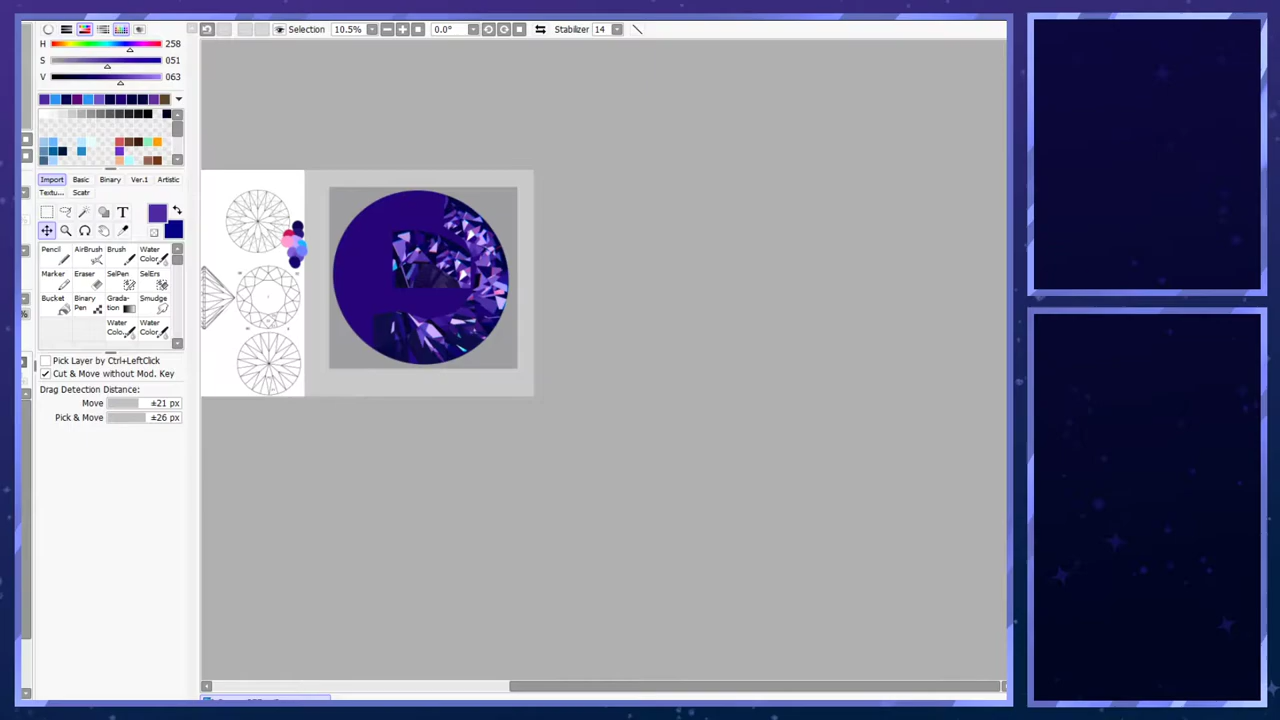 Selection 10.5% 0.0° Stabilizer 14
H 258
S 051
V 063
Import Basic Binary Ver.1 Artistic
Textu... Scatr
T
Pencil AirBrush Brush Water Color..
Marker Eraser SelPen SelErs
Bucket Binary Pen Grada-tion Smudge
Water Colo.. Water Color..
Pick Layer by Ctrl+LeftClick
Cut & Move without Mod. Key
Drag Detection Distance:
Move ±21 px
Pick & Move ±26 px